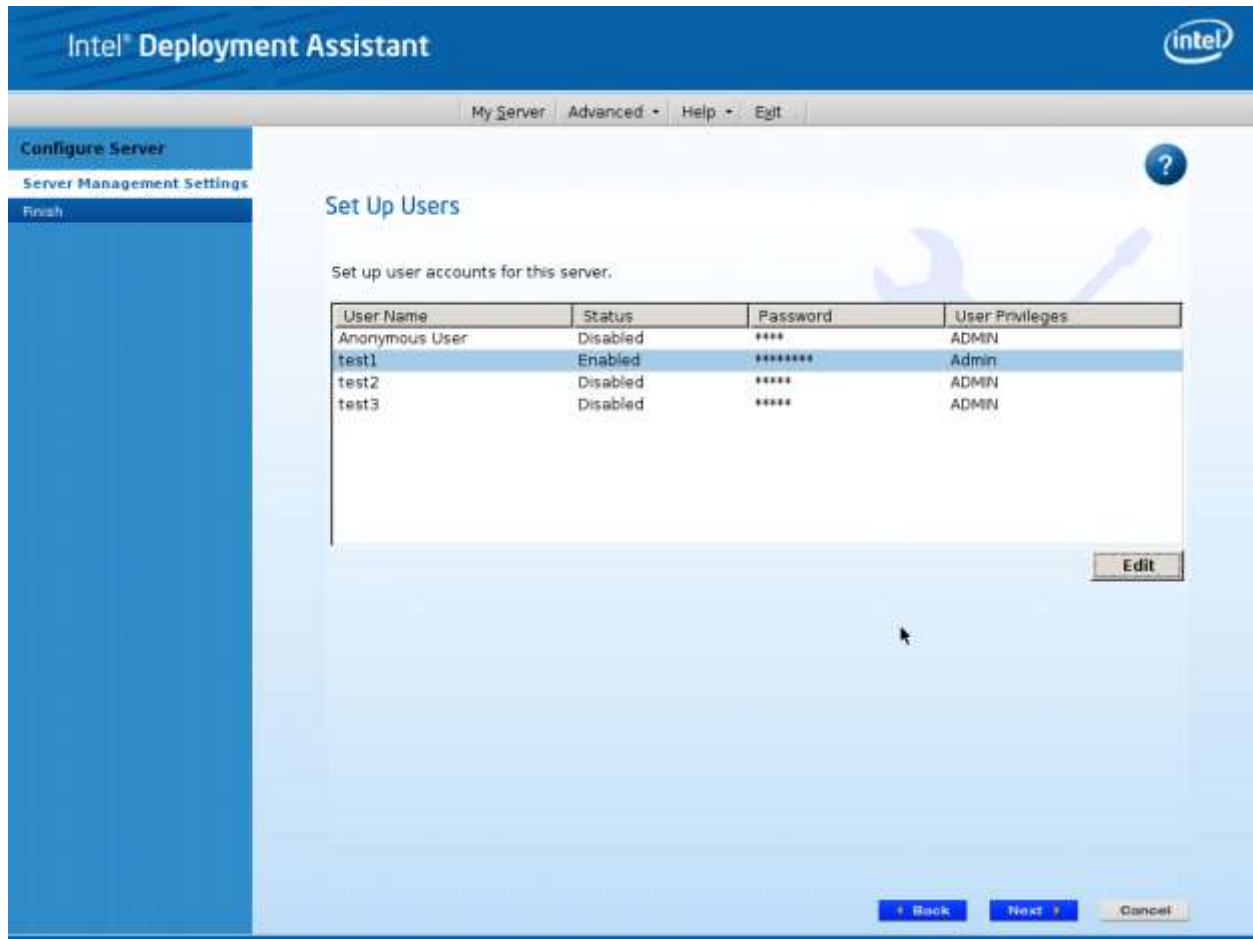 Intel® Deployment Assistant
intel
My Server Advanced Help Exit
Configure Server
?
Server Management Settings
Finish
Set Up Users
Set up user accounts for this server.
User Name Status Password User Privileges
Anonymous User Disabled **** ADMIN
test1 Enabled ******** Admin
test2 Disabled ***** ADMIN
test3 Disabled ***** ADMIN
Edit
Back Next Cancel